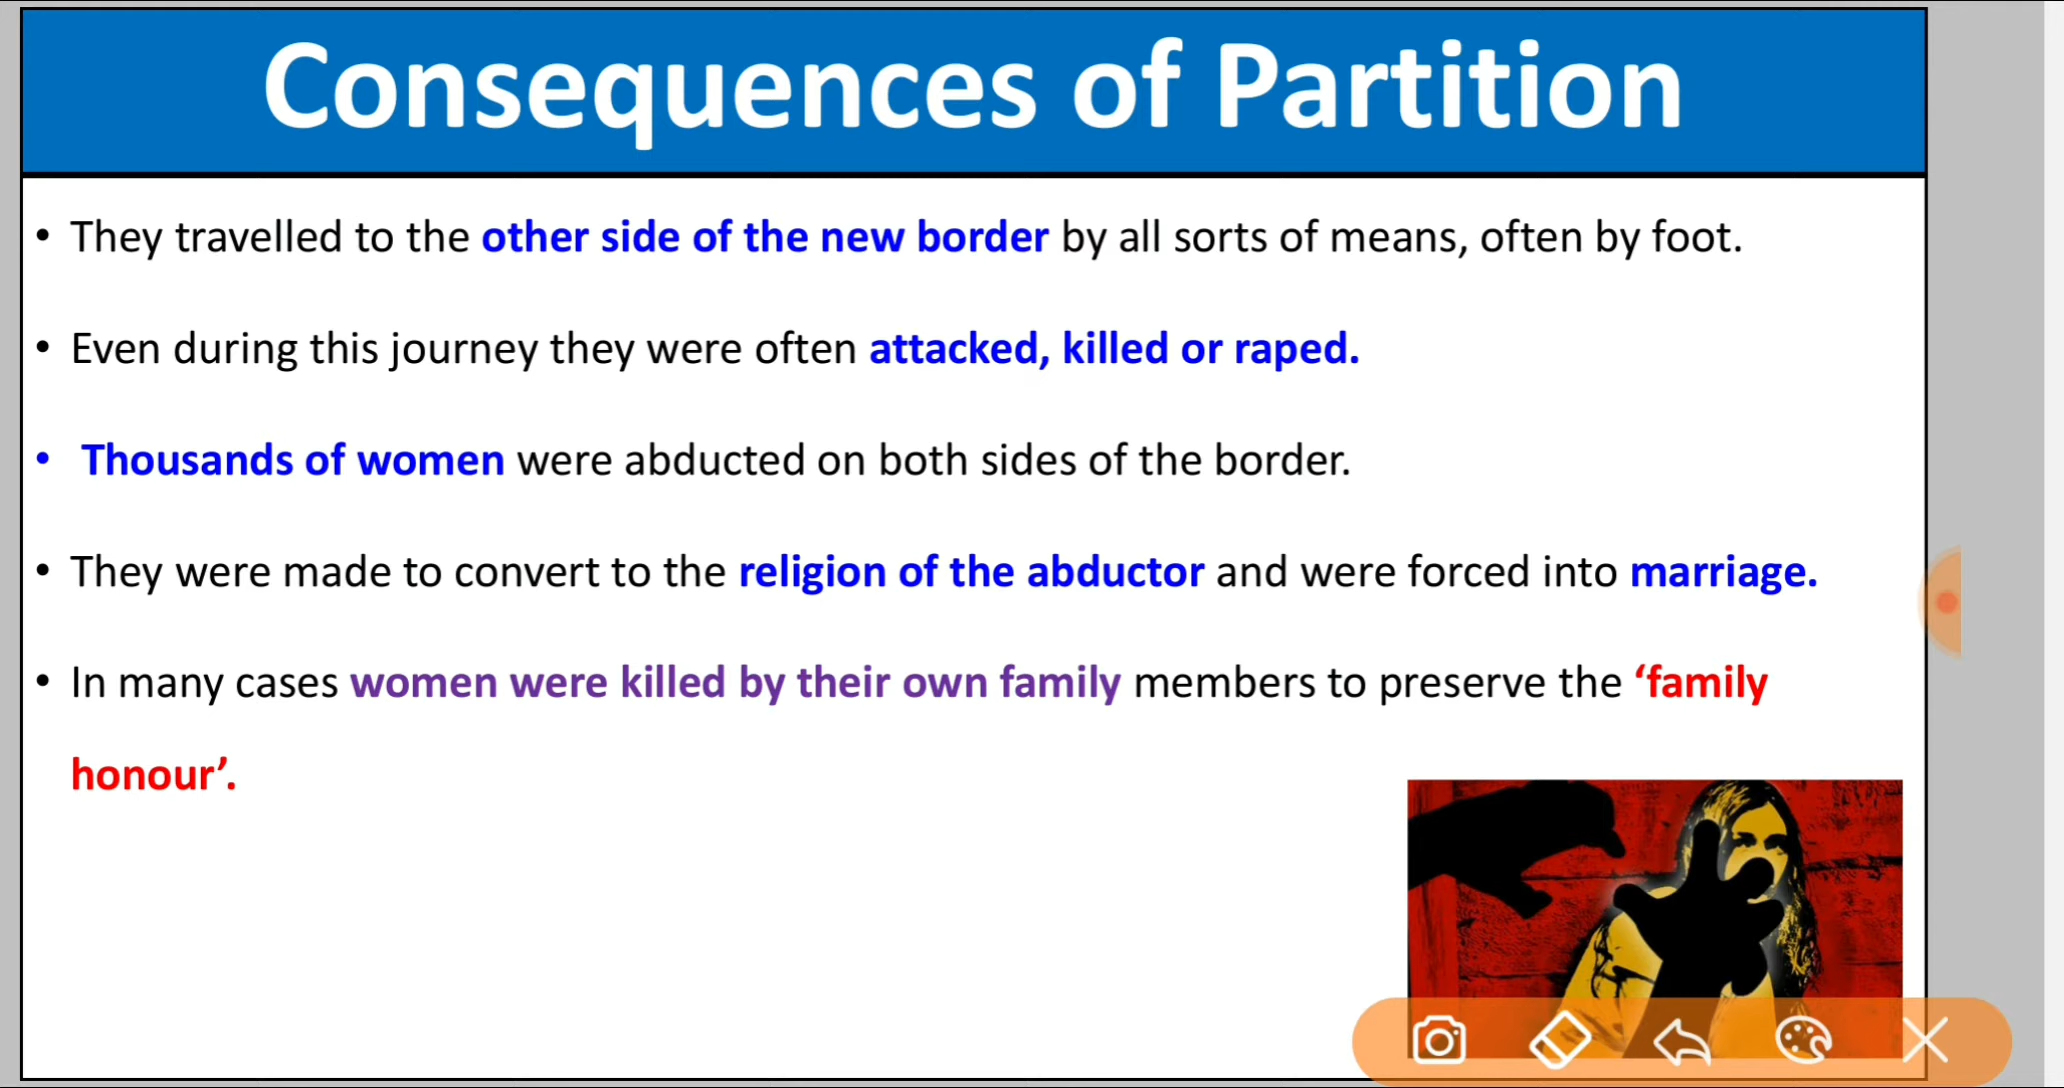 Consequences of Partition
• They travelled to the other side of the new border by all sorts of means, often by foot.
• Even during this journey they were often attacked, killed or raped.
• Thousands of women were abducted on both sides of the border.
• They were made to convert to the religion of the abductor and were forced into marriage.
• In many cases women were killed by their own family members to preserve the ‘family
honour’.